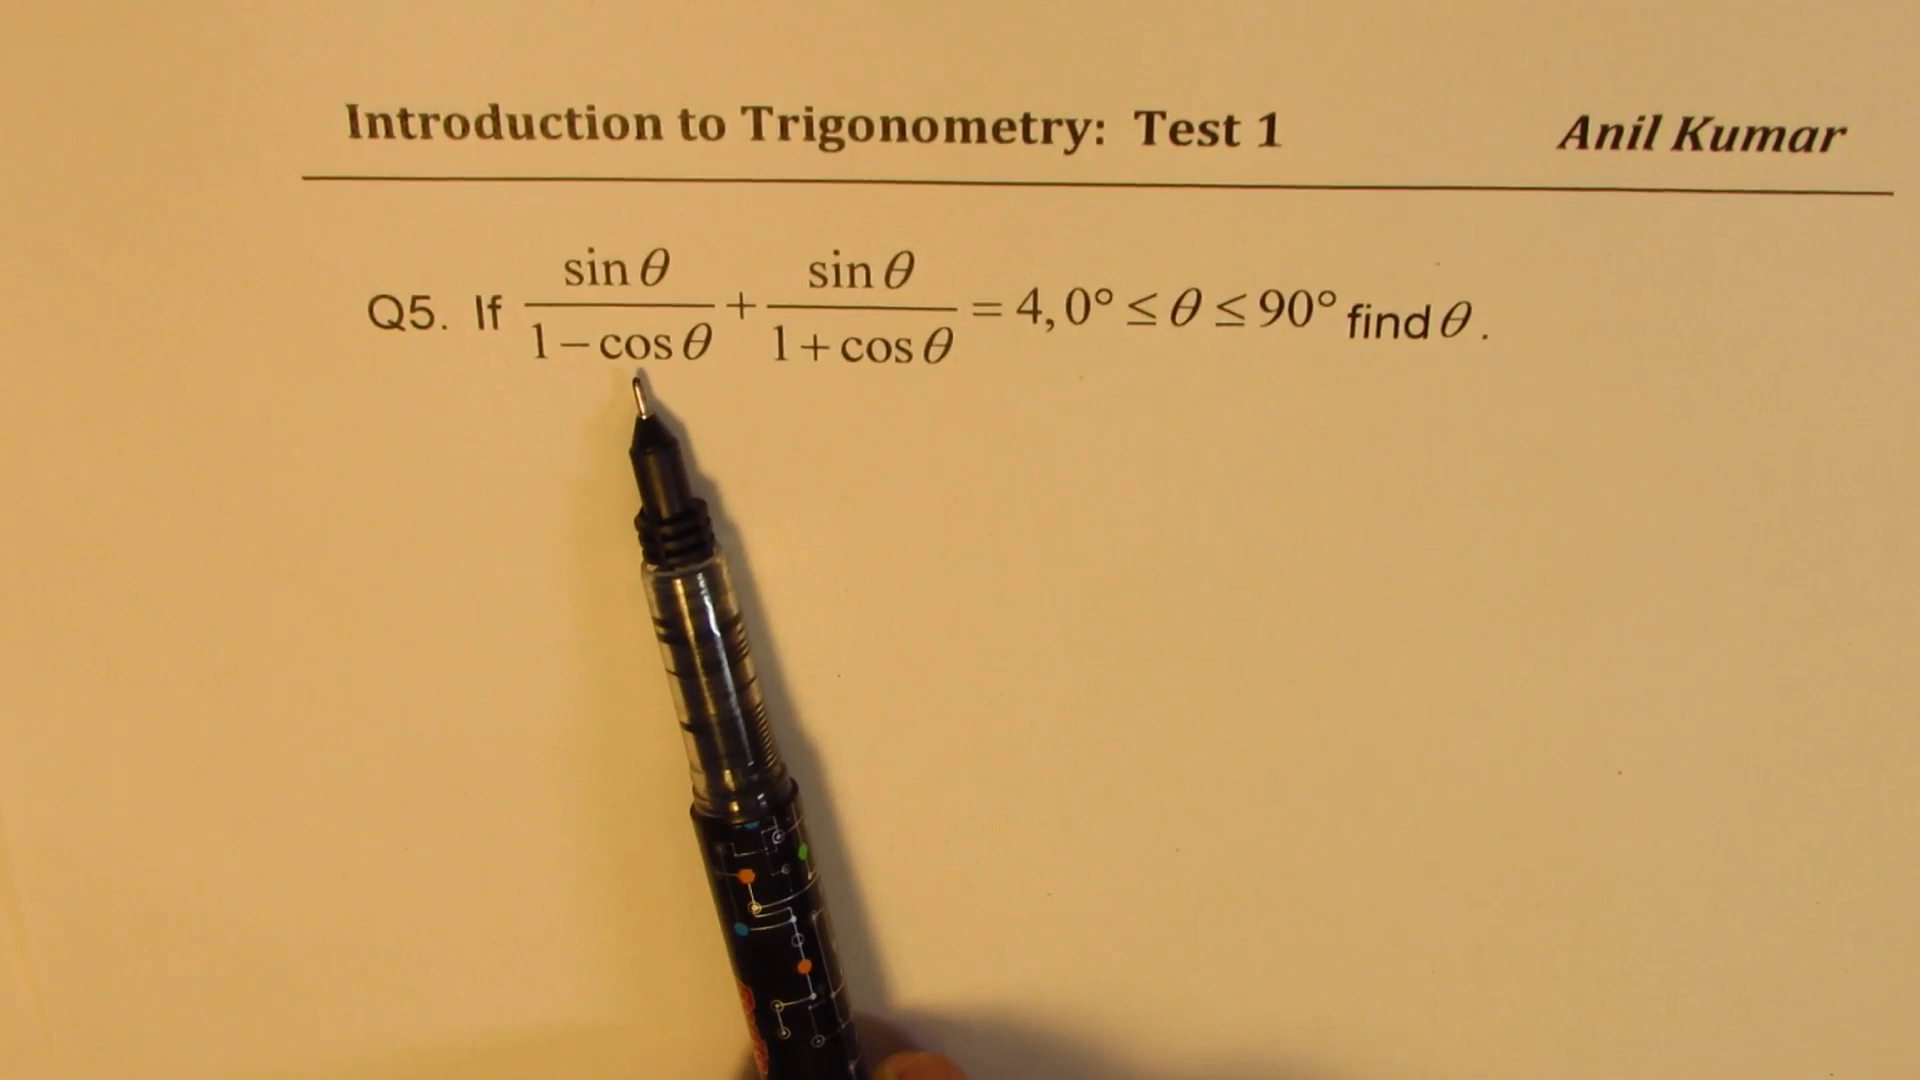 Introduction to Trigonometry: Test 1 Anil Kumar
Q5. If sin θ / (1 − cos θ) + sin θ / (1 + cos θ) = 4, 0° ≤ θ ≤ 90° find θ.